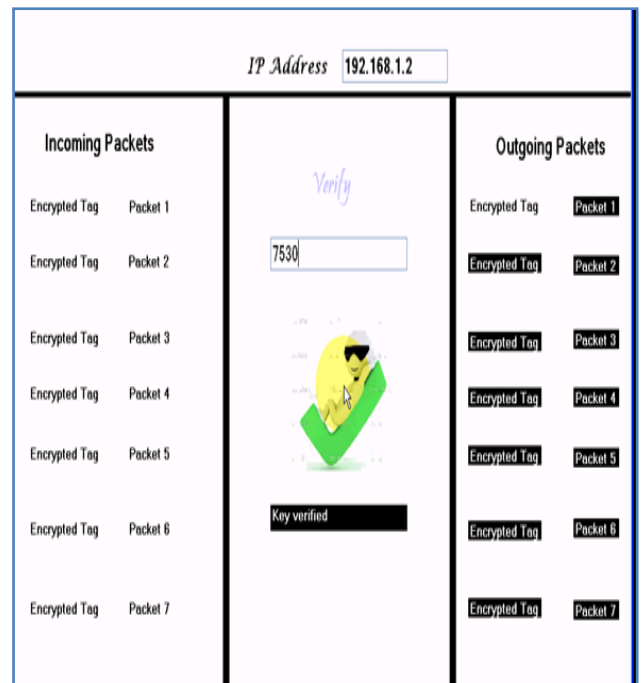 IP Address 192.168.1.2
Incoming Packets
Encrypted Tag Packet 1
Encrypted Tag Packet 2
Encrypted Tag Packet 3
Encrypted Tag Packet 4
Encrypted Tag Packet 5
Encrypted Tag Packet 6
Encrypted Tag Packet 7
Verify
7530
Key verified
Outgoing Packets
Encrypted Tag Packet 1
Encrypted Tag Packet 2
Encrypted Tag Packet 3
Encrypted Tag Packet 4
Encrypted Tag Packet 5
Encrypted Tag Packet 6
Encrypted Tag Packet 7